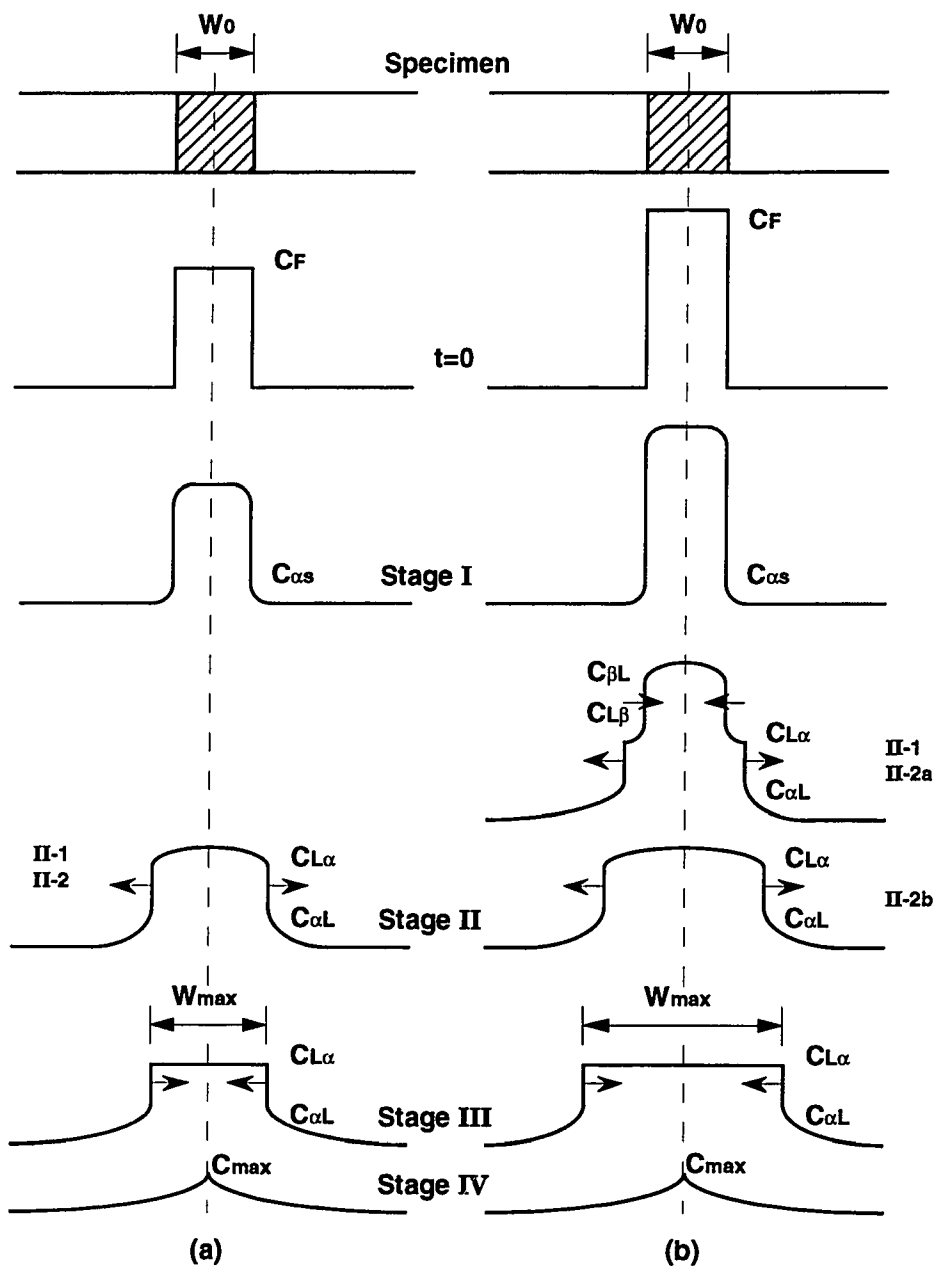 W0
W0
Specimen
CF
CF
t=0
Cαs
Stage I
Cαs
CβL
CLβ
CLα
CαL
II-1
II-2a
II-1
II-2
CLα
CαL
Stage II
CLα
CαL
II-2b
Wmax
Wmax
CLα
CαL
Stage III
CLα
CαL
Cmax
Stage IV
Cmax
(a)
(b)